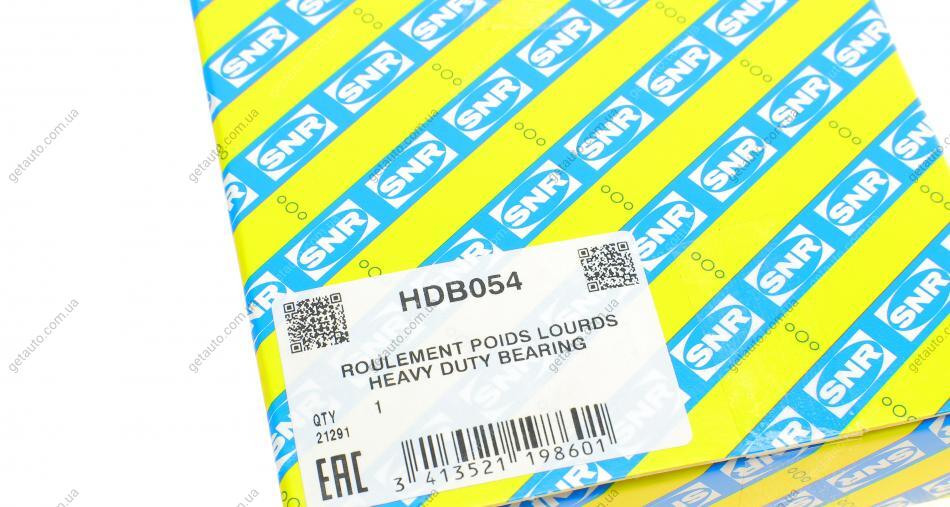 SNR
HDB054
ROULEMENT POIDS LOURDS
HEAVY DUTY BEARING
QTY 1
21291
EAC
3 413521 198601
getauto.com.ua